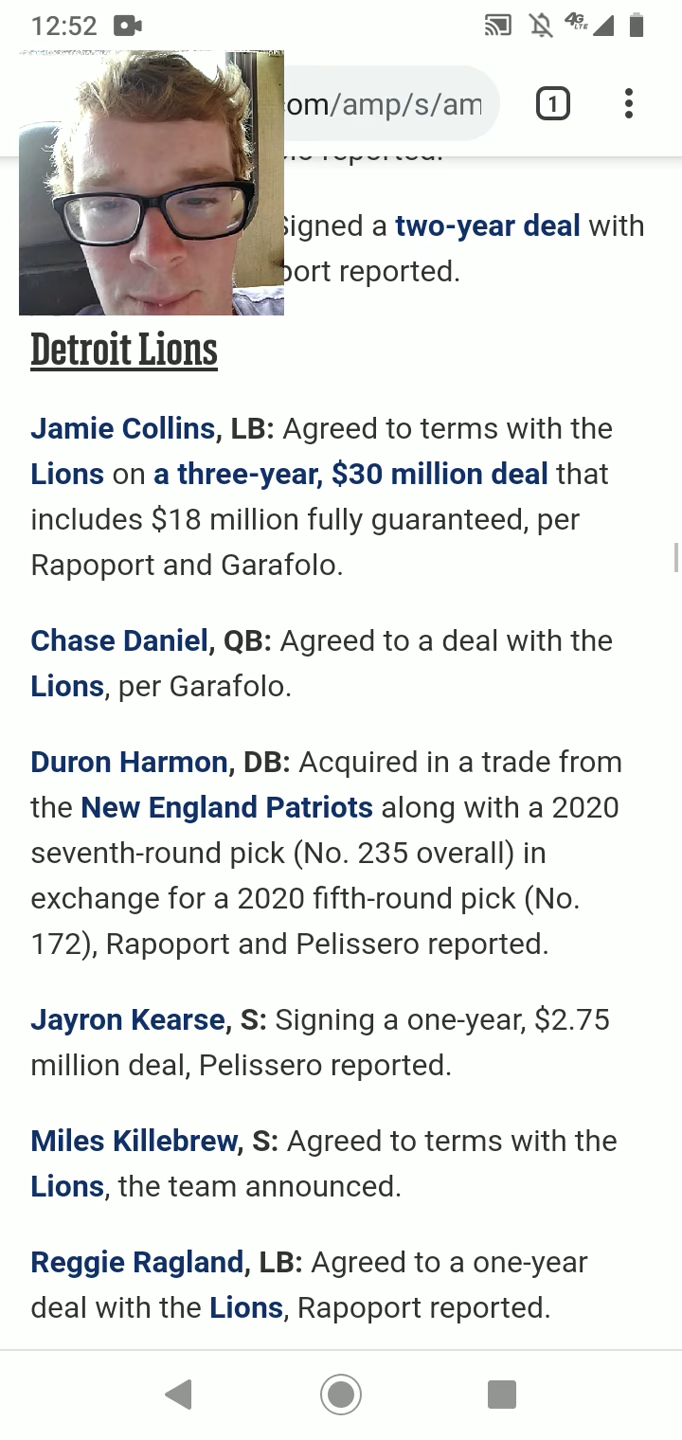 12:52
4G
LTE
com/amp/s/am
1
reported.
Signed a two-year deal with
port reported.
Detroit Lions
Jamie Collins, LB: Agreed to terms with the
Lions on a three-year, $30 million deal that
includes $18 million fully guaranteed, per
Rapoport and Garafolo.
Chase Daniel, QB: Agreed to a deal with the
Lions, per Garafolo.
Duron Harmon, DB: Acquired in a trade from
the New England Patriots along with a 2020
seventh-round pick (No. 235 overall) in
exchange for a 2020 fifth-round pick (No.
172), Rapoport and Pelissero reported.
Jayron Kearse, S: Signing a one-year, $2.75
million deal, Pelissero reported.
Miles Killebrew, S: Agreed to terms with the
Lions, the team announced.
Reggie Ragland, LB: Agreed to a one-year
deal with the Lions, Rapoport reported.